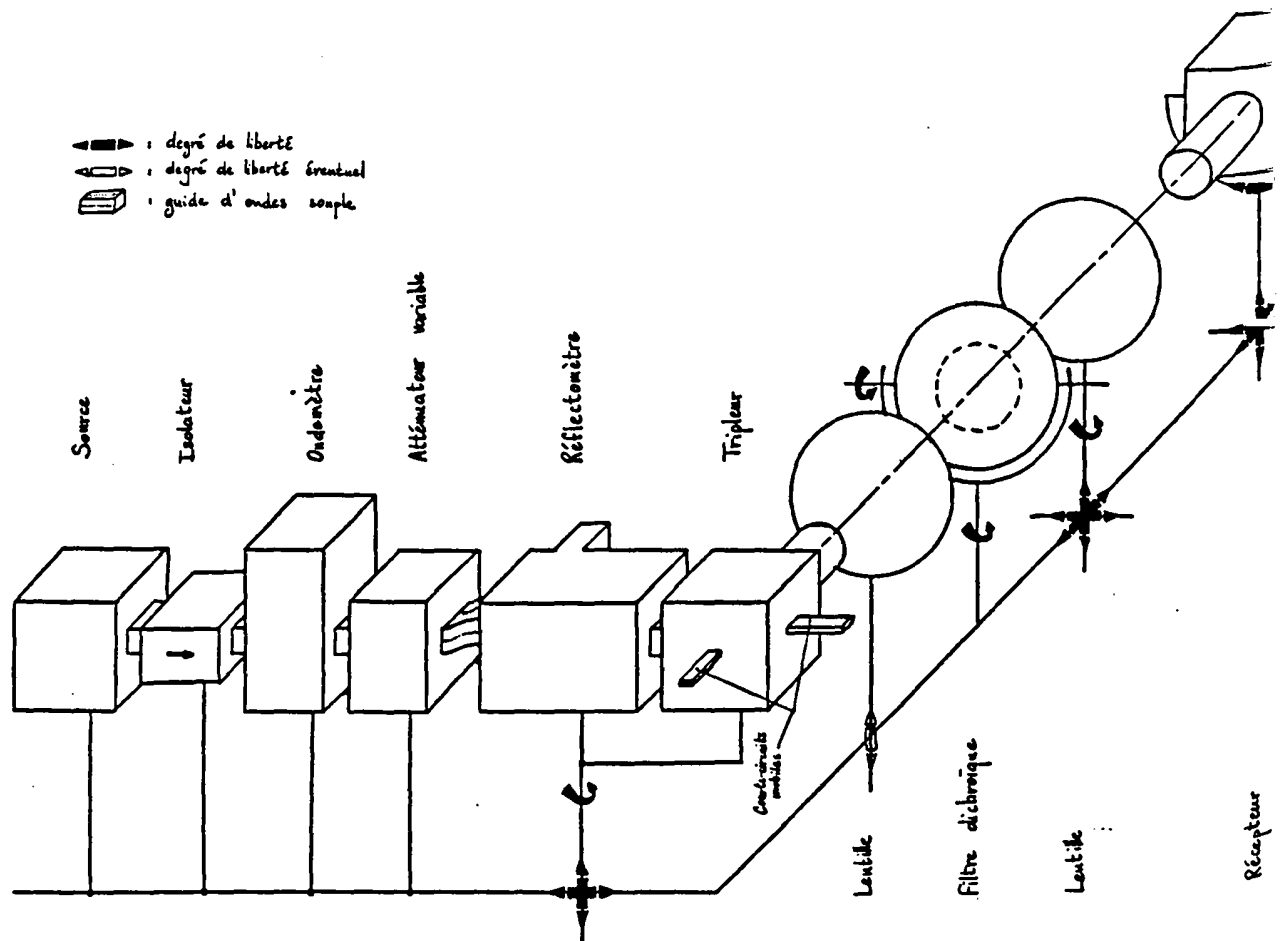 : degré de liberté
: degré de liberté éventuel
: guide d'ondes souple
Source
Isolateur
Ondomètre
Atténuateur variable
Réflectomètre
Tripleur
Courts-circuits
mobiles
Lentille
Filtre dichroïque
Lentille
Récepteur